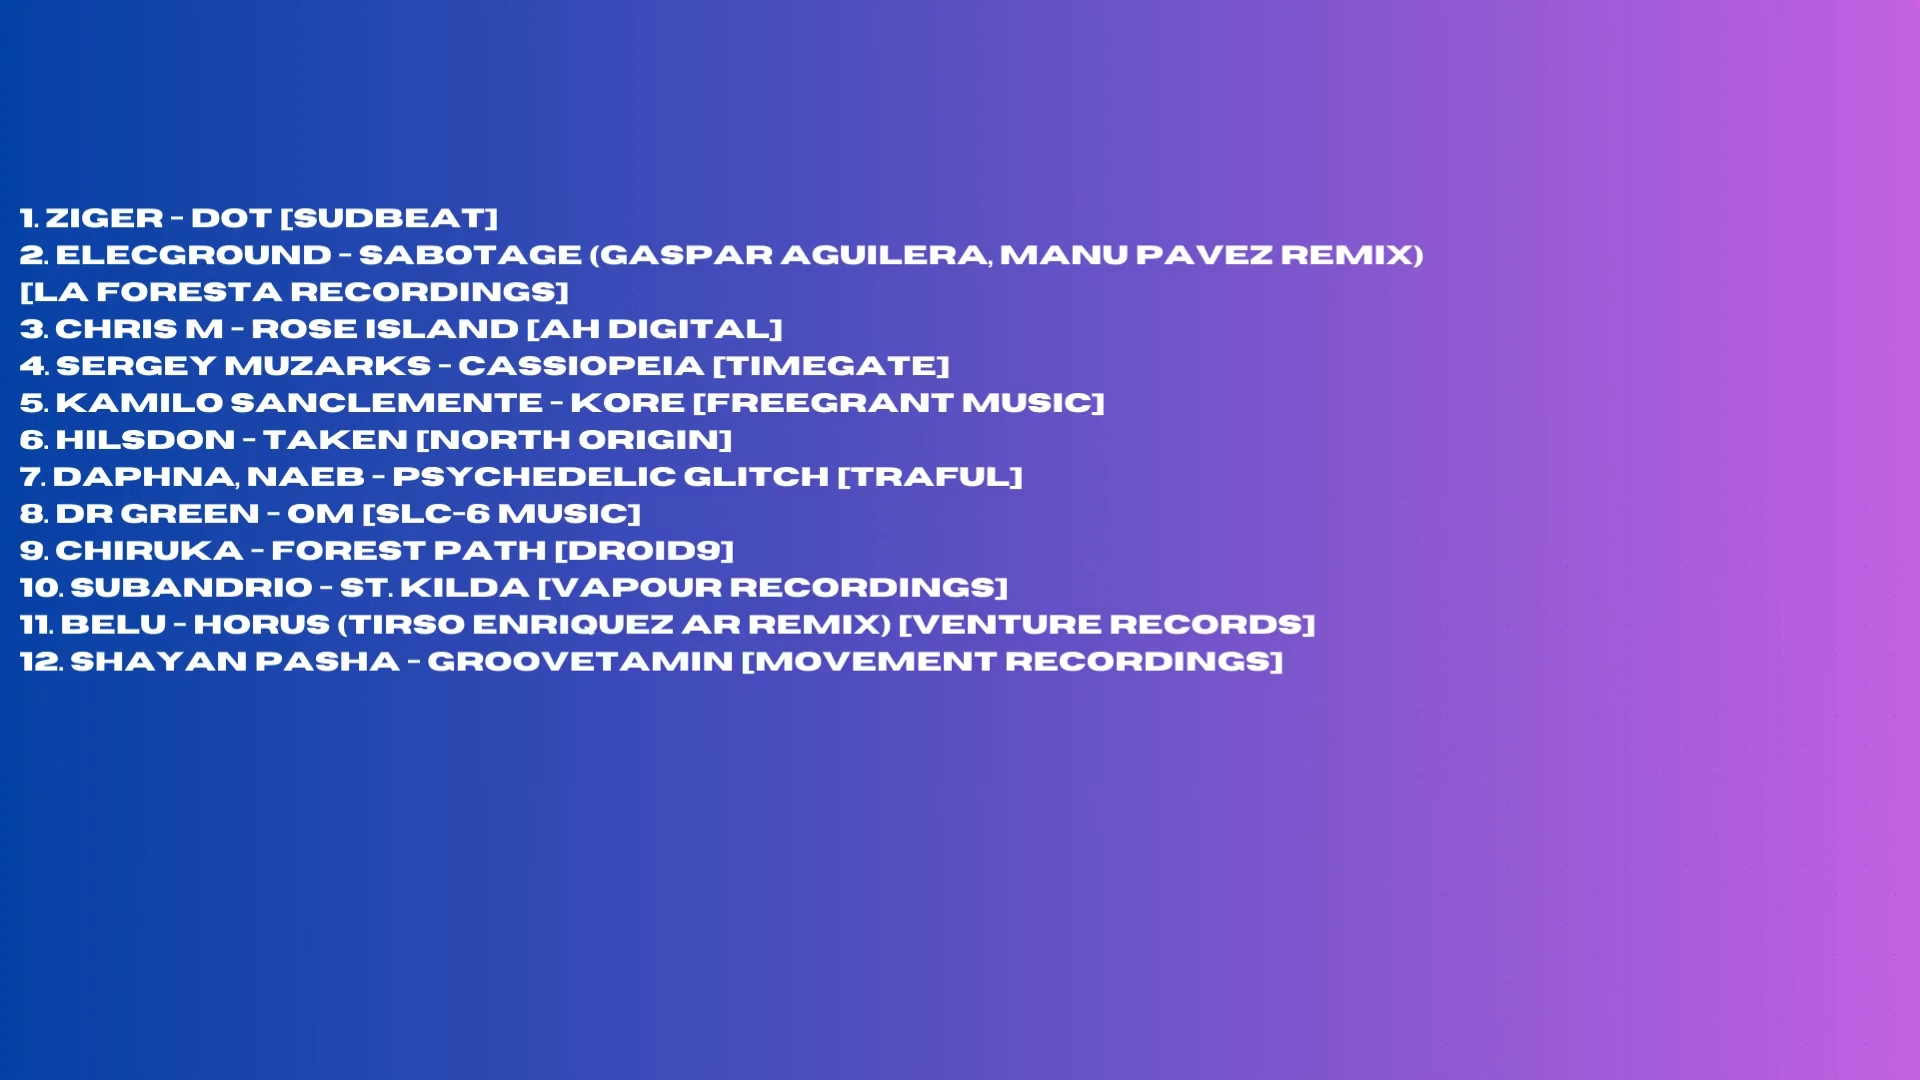 1. ZIGER - DOT [SUDBEAT]
2. ELECGROUND - SABOTAGE (GASPAR AGUILERA, MANU PAVEZ REMIX)
[LA FORESTA RECORDINGS]
3. CHRIS M - ROSE ISLAND [AH DIGITAL]
4. SERGEY MUZARKS - CASSIOPEIA [TIMEGATE]
5. KAMILO SANCLEMENTE - KORE [FREEGRANT MUSIC]
6. HILSDON - TAKEN [NORTH ORIGIN]
7. DAPHNA, NAEB - PSYCHEDELIC GLITCH [TRAFUL]
8. DR GREEN - OM [SLC-6 MUSIC]
9. CHIRUKA - FOREST PATH [DROID9]
10. SUBANDRIO - ST. KILDA [VAPOUR RECORDINGS]
11. BELU - HORUS (TIRSO ENRIQUEZ AR REMIX) [VENTURE RECORDS]
12. SHAYAN PASHA - GROOVETAMIN [MOVEMENT RECORDINGS]